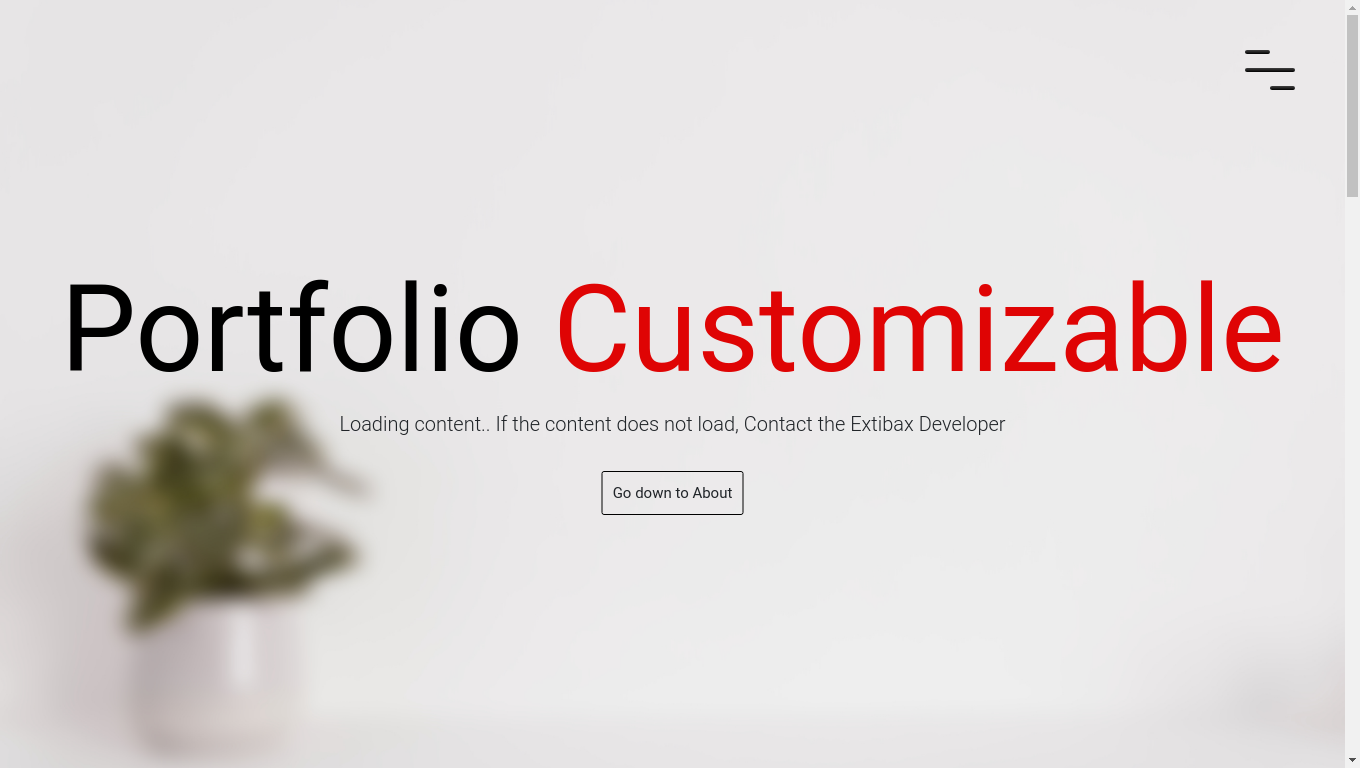 Portfolio Customizable
Loading content.. If the content does not load, Contact the Extibax Developer
Go down to About